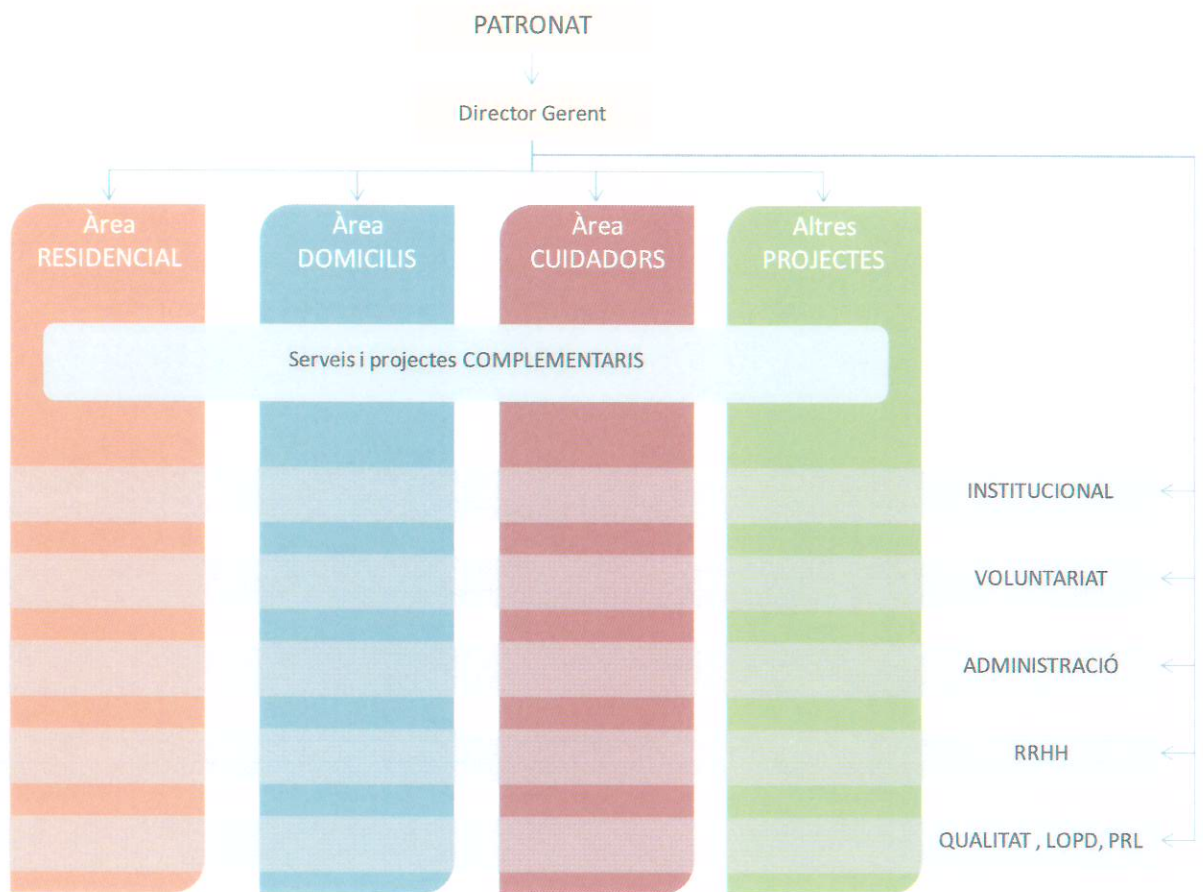 PATRONAT
Director Gerent
Àrea
RESIDENCIAL
Àrea
DOMICILIS
Àrea
CUIDADORS
Altres
PROJECTES
Serveis i projectes COMPLEMENTARIS
INSTITUCIONAL
VOLUNTARIAT
ADMINISTRACIÓ
RRHH
QUALITAT , LOPD, PRL